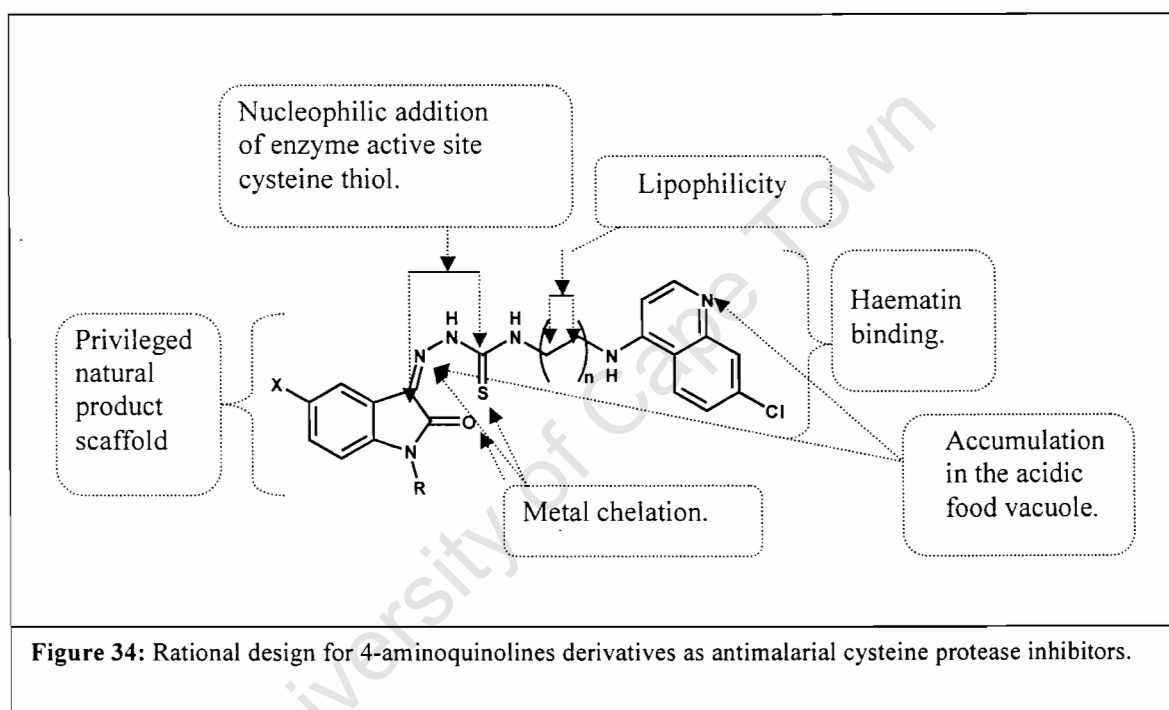 Nucleophilic addition
of enzyme active site
cysteine thiol.
Lipophilicity
Haematin
binding.
Privileged
natural
product
scaffold
Accumulation
in the acidic
food vacuole.
Metal chelation.
X
N
H
N
S
H
N
n
N
H
N
Cl
O
N
R
University of Cape Town
Figure 34: Rational design for 4-aminoquinolines derivatives as antimalarial cysteine protease inhibitors.